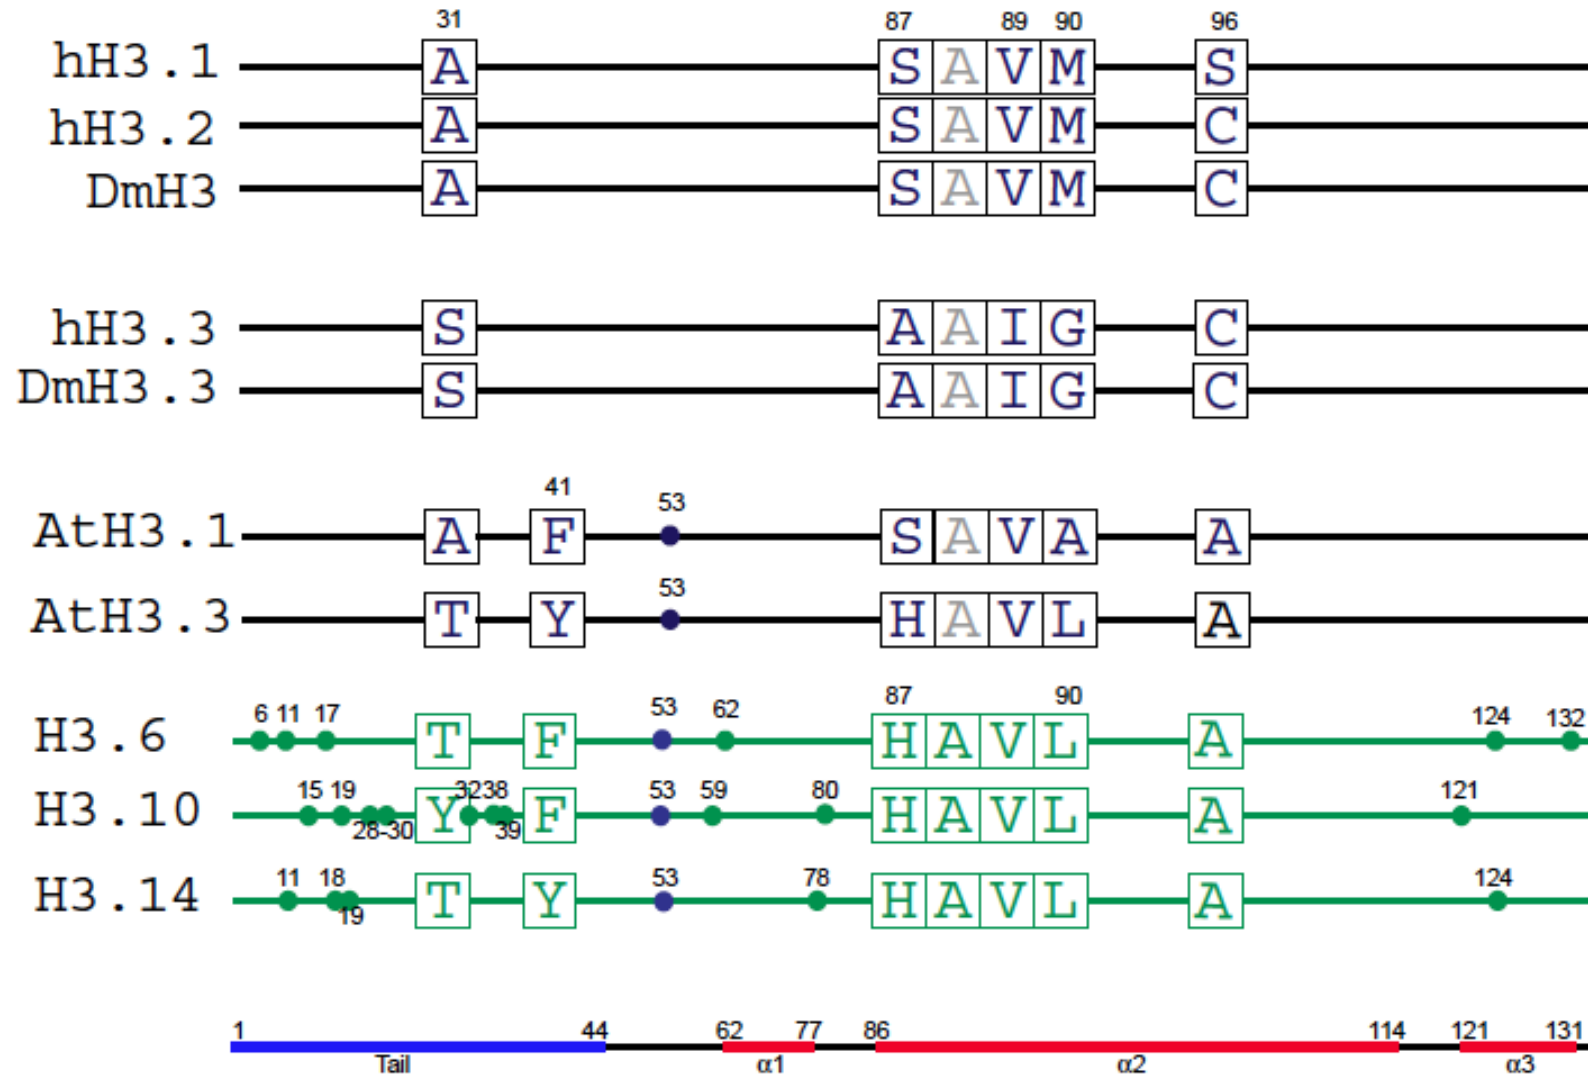 31 87 89 90 96
hH3.1 A S A V M S
hH3.2 A S A V M C
DmH3 A S A V M C
hH3.3 S A A I G C
DmH3.3 S A A I G C
41 53
AtH3.1 A F S A V A A
53
AtH3.3 T Y H A V L A
6 11 17 53 62 87 90 124 132
H3.6 T F H A V L A
15 19 32 38 53 59 80 121
H3.10 Y F H A V L A
28-30 39
11 18 53 78 124
H3.14 T Y H A V L A
19
1 44 62 77 86 114 121 131
Tail α1 α2 α3